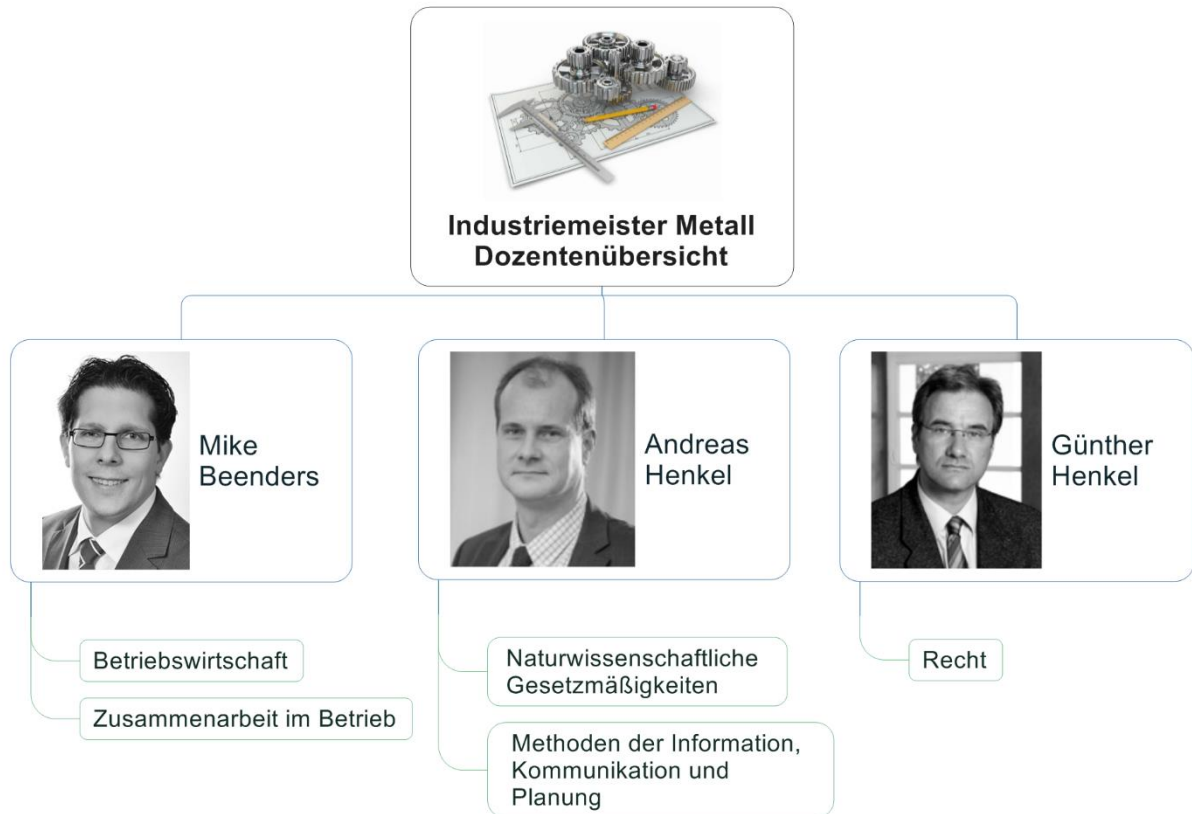 Industriemeister Metall
Dozentenübersicht
Mike
Beenders
Andreas
Henkel
Günther
Henkel
Betriebswirtschaft
Zusammenarbeit im Betrieb
Naturwissenschaftliche
Gesetzmäßigkeiten
Methoden der Information,
Kommunikation und
Planung
Recht